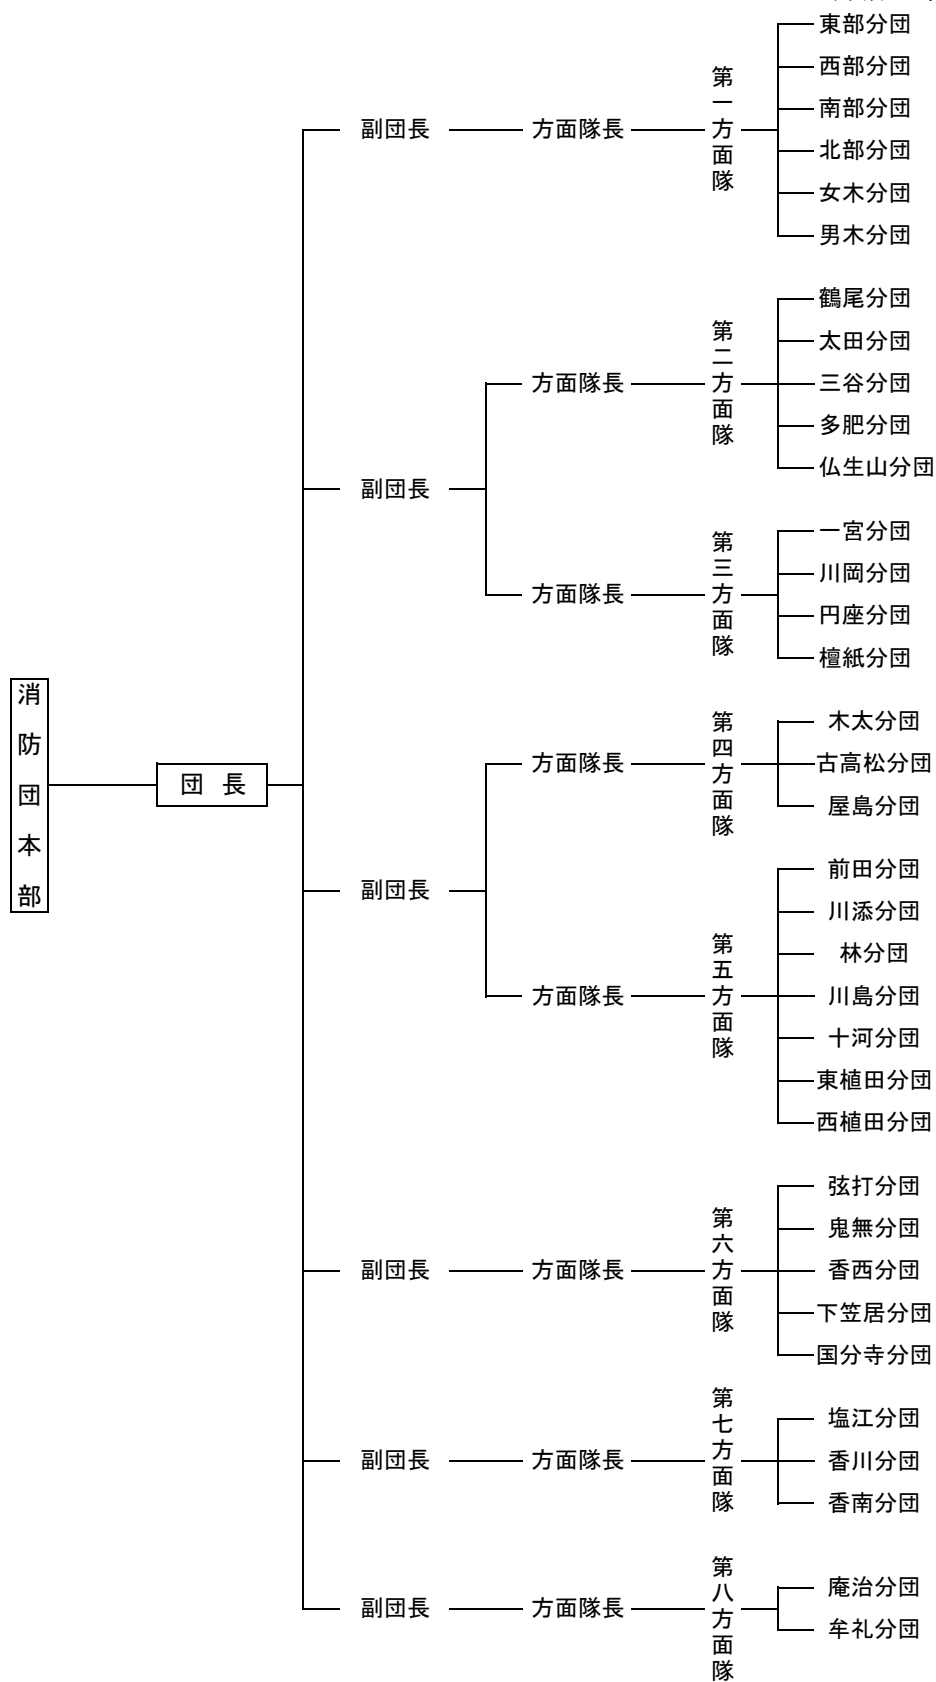 消防団本部
団長
副団長
方面隊長
第一方面隊
東部分団
西部分団
南部分団
北部分団
女木分団
男木分団
副団長
方面隊長
第二方面隊
鶴尾分団
太田分団
三谷分団
多肥分団
仏生山分団
方面隊長
第三方面隊
一宮分団
川岡分団
円座分団
檀紙分団
副団長
方面隊長
第四方面隊
木太分団
古高松分団
屋島分団
方面隊長
第五方面隊
前田分団
川添分団
林分団
川島分団
十河分団
東植田分団
西植田分団
副団長
方面隊長
第六方面隊
弦打分団
鬼無分団
香西分団
下笠居分団
国分寺分団
副団長
方面隊長
第七方面隊
塩江分団
香川分団
香南分団
副団長
方面隊長
第八方面隊
庵治分団
牟礼分団